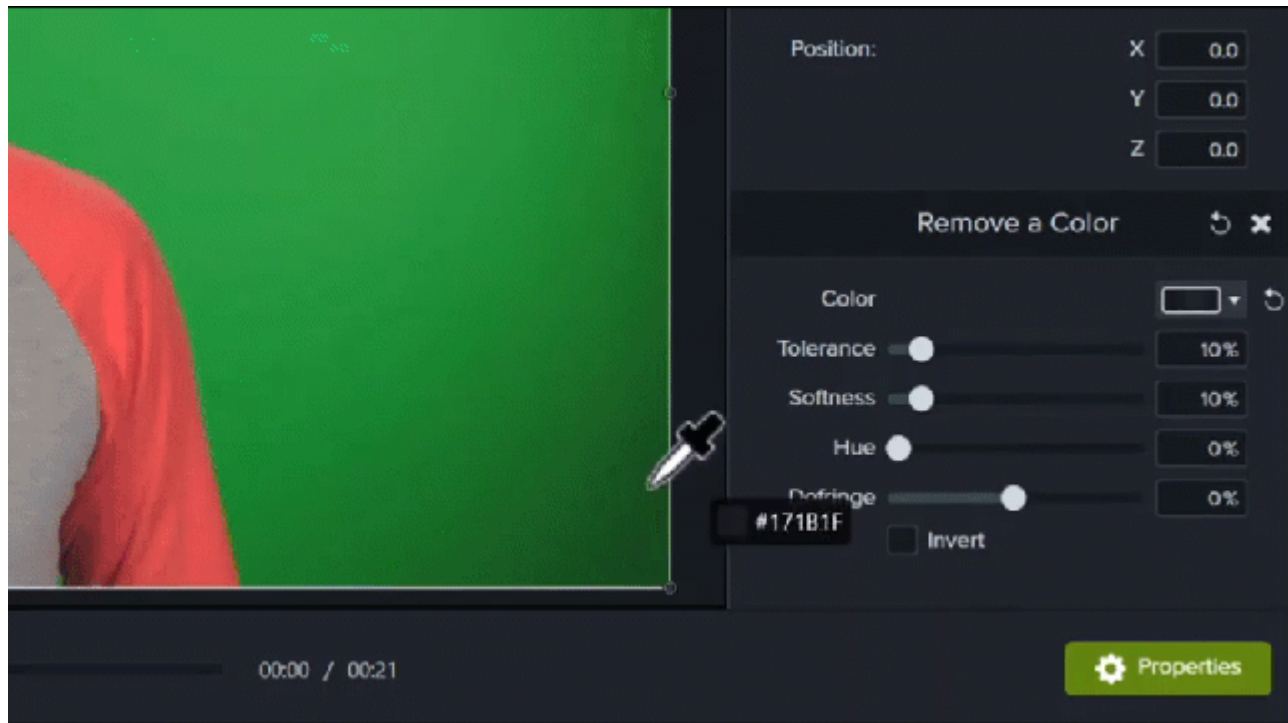 Position: X 0.0
Y 0.0
Z 0.0
Remove a Color
Color
Tolerance 10%
Softness 10%
Hue 0%
Defringe 0%
#171B1F
Invert
00:00 / 00:21
Properties